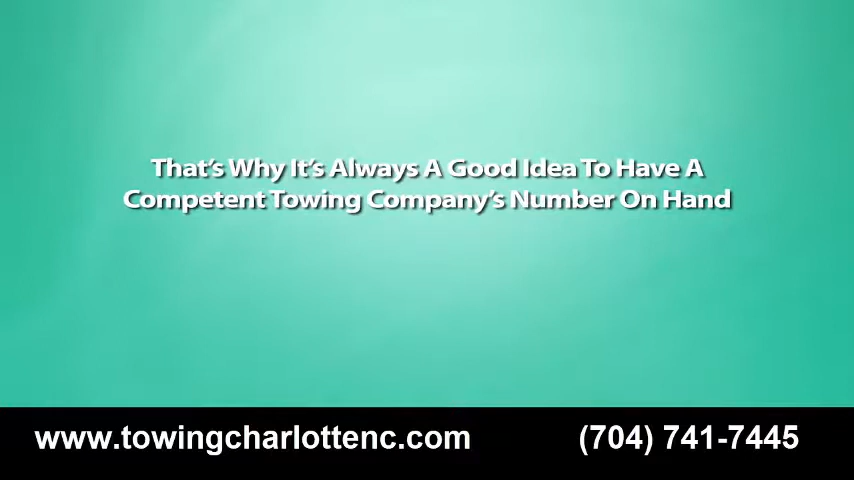 That's Why It's Always A Good Idea To Have A
Competent Towing Company's Number On Hand
www.towingcharlottenc.com (704) 741-7445